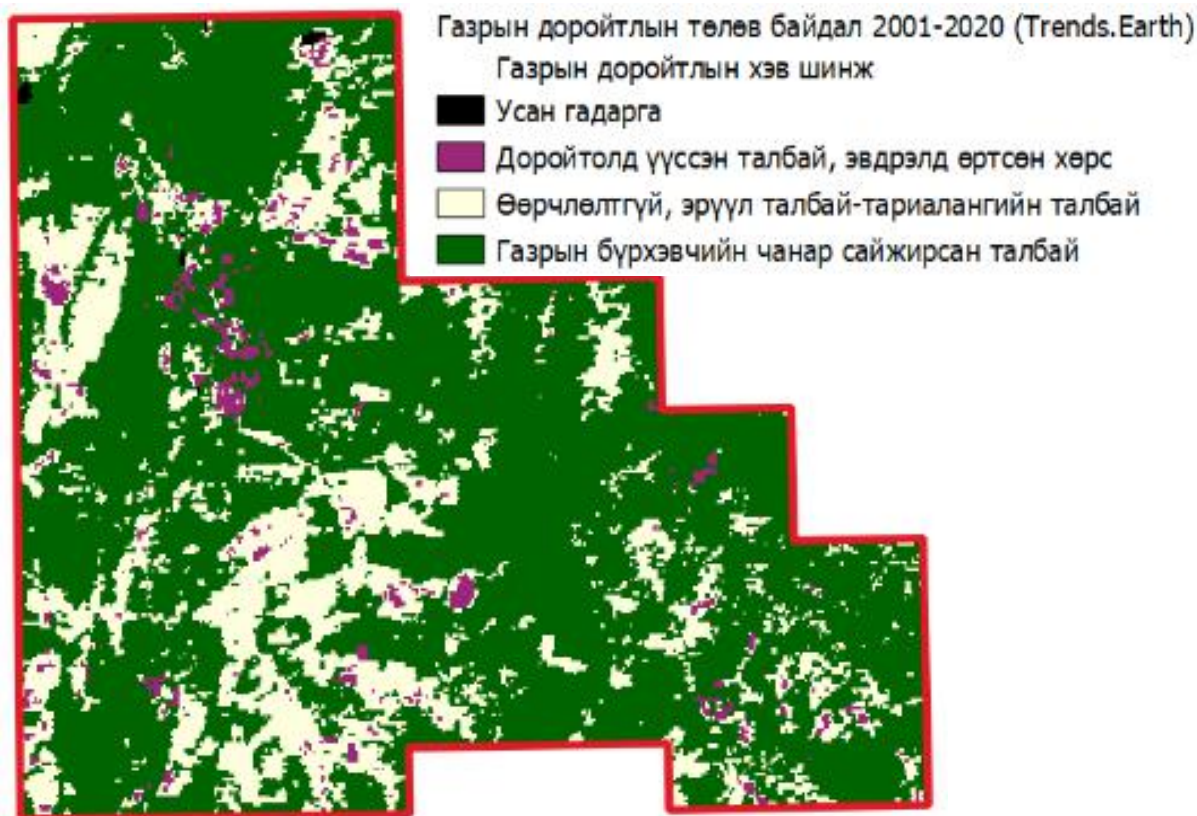 Газрын доройтлын төлөв байдал 2001-2020 (Trends.Earth)
Газрын доройтлын хэв шинж
Усан гадарга
Доройтолд үүссэн талбай, эвдрэлд өртсөн хөрс
Өөрчлөлтгүй, эрүүл талбай-тариалангийн талбай
Газрын бүрхэвчийн чанар сайжирсан талбай